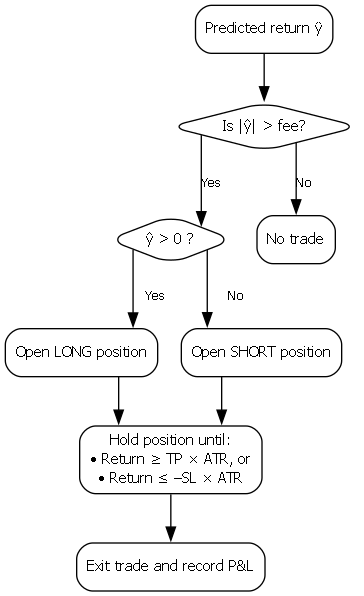 Predicted return ŷ
Is |ŷ| > fee?
Yes
No
ŷ > 0 ?
No trade
Yes
No
Open LONG position
Open SHORT position
Hold position until:
• Return ≥ TP × ATR, or
• Return ≤ −SL × ATR
Exit trade and record P&L